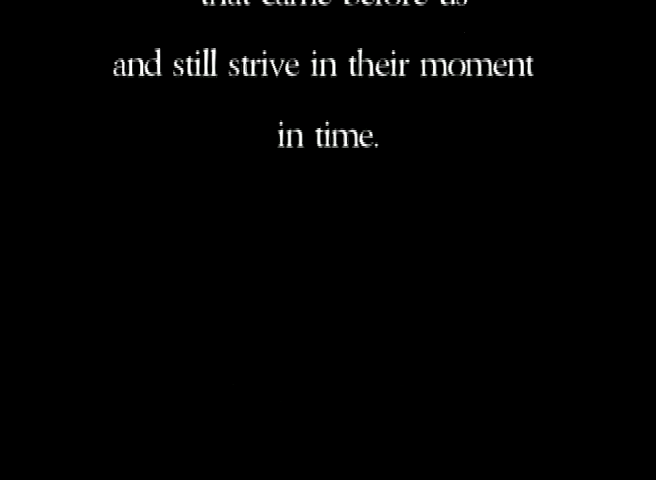 that came before us
and still strive in their moment
in time.